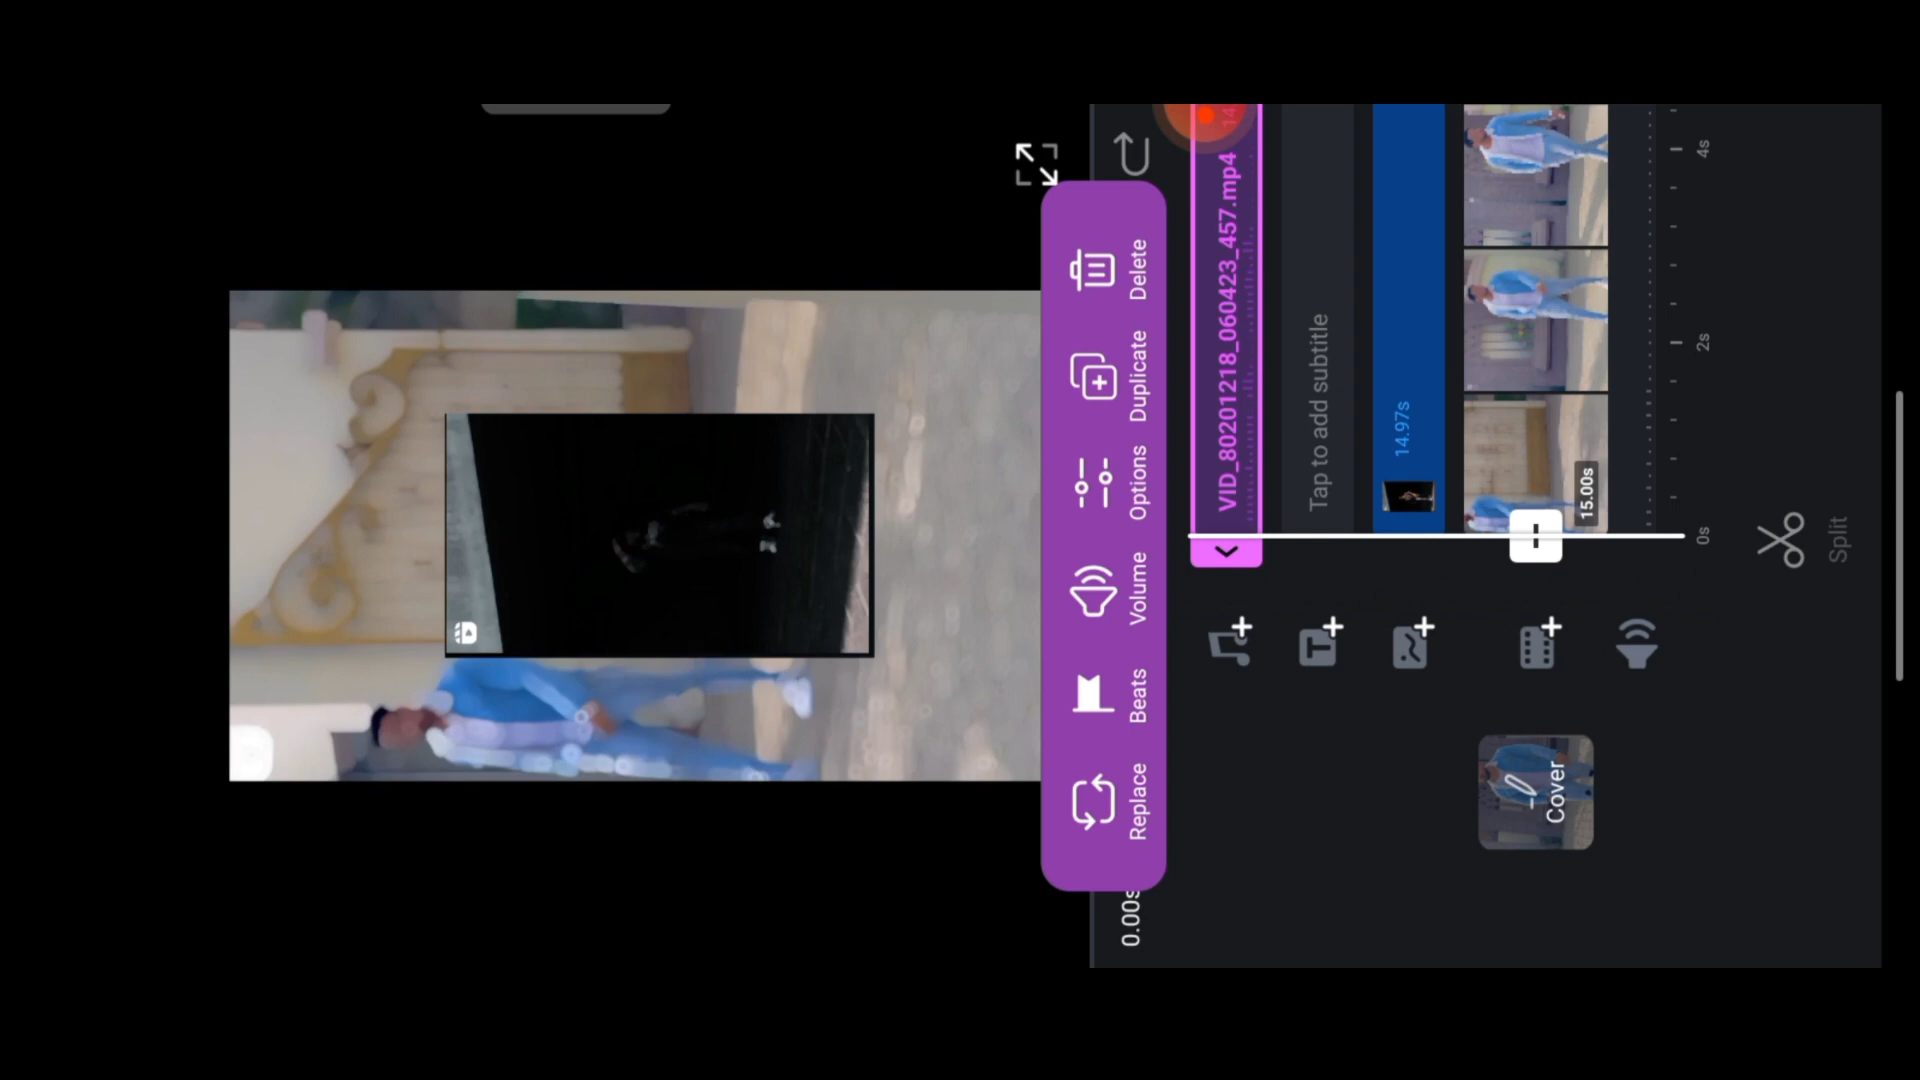 0.00s
Replace
Beats
Volume
Options
Duplicate
Delete
VID_80201218_060423_457.mp4
14
Tap to add subtitle
14.97s
Cover
15.00s
0s
2s
4s
Split